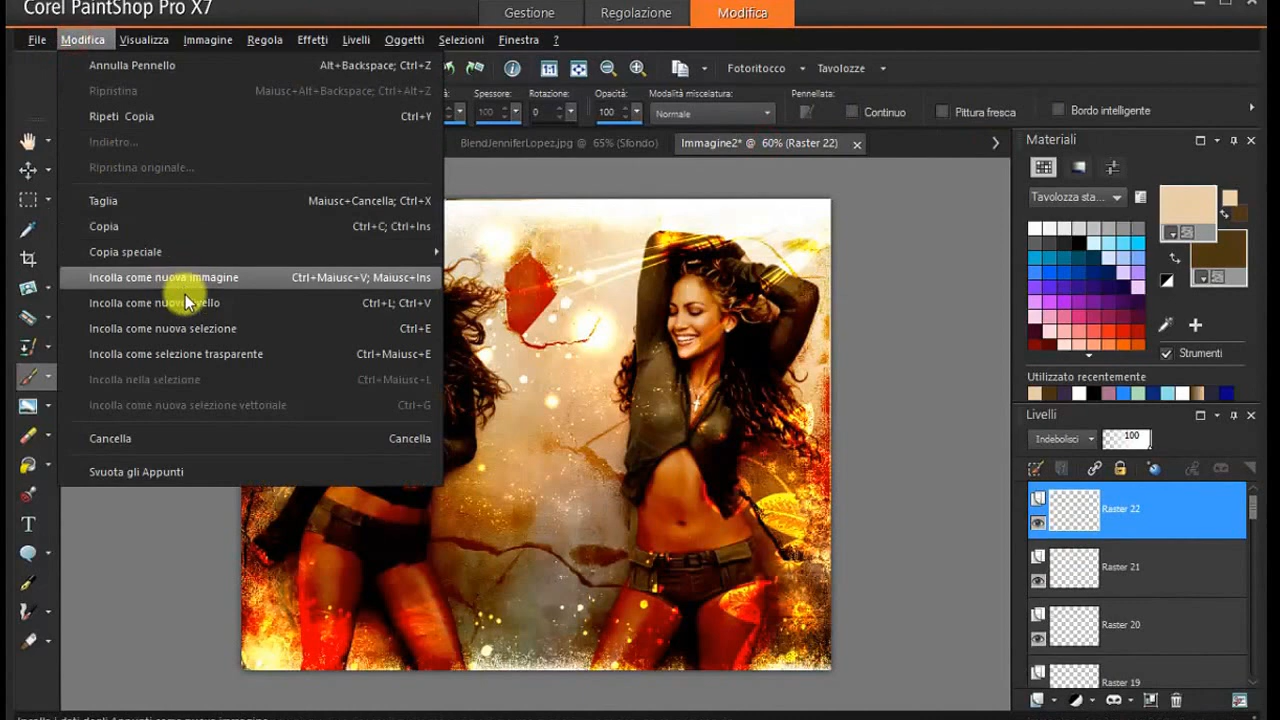 Corel PaintShop Pro X7
Gestione
Regolazione
Modifica
File
Modifica
Visualizza
Immagine
Regola
Effetti
Livelli
Oggetti
Selezioni
Finestra
?
Annulla Pennello Alt+Backspace; Ctrl+Z
Ripristina Maiusc+Alt+Backspace; Ctrl+Alt+Z
Ripeti Copia Ctrl+Y
Indietro...
Ripristina originale...
Taglia Maiusc+Cancella; Ctrl+X
Copia Ctrl+C; Ctrl+Ins
Copia speciale
Incolla come nuova immagine Ctrl+Maiusc+V; Maiusc+Ins
Incolla come Ctrl+L; Ctrl+V
Incolla come nuova selezione Ctrl+E
Incolla come selezione trasparente Ctrl+Maiusc+E
Incolla nella selezione Ctrl+Maiusc+L
Incolla come nuova selezione vettoriale Ctrl+G
Cancella Cancella
Svuota gli Appunti
1:1
Fotoritocco
Tavolozze
Spessore:
Rotazione:
Opacità:
Modalità miscelatura:
Pennellata:
100
0
100
Normale
Continuo
Pittura fresca
Bordo intelligente
BlendJenniferLopez.jpg @ 65% (Sfondo)
Immagine2* @ 60% (Raster 22)
Materiali
Tavolozza sta...
Strumenti
Utilizzato recentemente
Livelli
Indebolisci
100
Raster 22
Raster 21
Raster 20
Raster 19
T